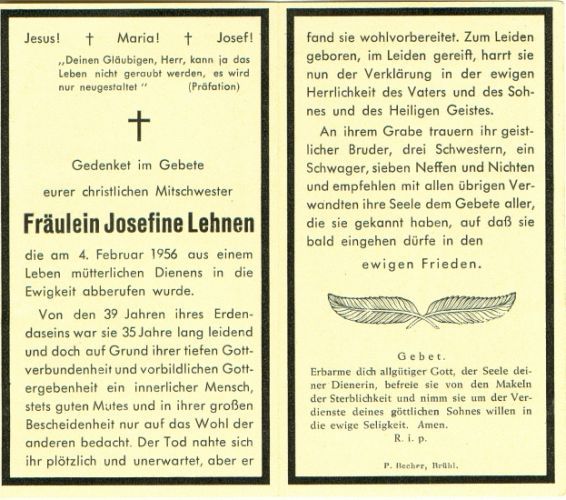 Jesus! † Maria! † Josef!
„Deinen Gläubigen, Herr, kann ja das
Leben nicht geraubt werden, es wird
nur neugestaltet" (Präfation)
Gedenket im Gebete
eurer christlichen Mitschwester
Fräulein Josefine Lehnen
die am 4. Februar 1956 aus einem
Leben mütterlichen Dienens in die
Ewigkeit abberufen wurde.
Von den 39 Jahren ihres Erden-
daseins war sie 35 Jahre lang leidend
und doch auf Grund ihrer tiefen Gott-
verbundenheit und vorbildlichen Gott-
ergebenheit ein innerlicher Mensch,
stets guten Mutes und in ihrer großen
Bescheidenheit nur auf das Wohl der
anderen bedacht. Der Tod nahte sich
ihr plötzlich und unerwartet, aber er
fand sie wohlvorbereitet. Zum Leiden
geboren, im Leiden gereift, harrt sie
nun der Verklärung in der ewigen
Herrlichkeit des Vaters und des Soh-
nes und des Heiligen Geistes.
An ihrem Grabe trauern ihr geist-
licher Bruder, drei Schwestern, ein
Schwager, sieben Neffen und Nichten
und empfehlen mit allen übrigen Ver-
wandten ihre Seele dem Gebete aller,
die sie gekannt haben, auf daß sie
bald eingehen dürfe in den
ewigen Frieden.
Gebet.
Erbarme dich allgütiger Gott, der Seele dei-
ner Dienerin, befreie sie von den Makeln
der Sterblichkeit und nimm sie um der Ver-
dienste deines göttlichen Sohnes willen in
die ewige Seligkeit. Amen.
R. i. p.
P. Becher, Brühl.